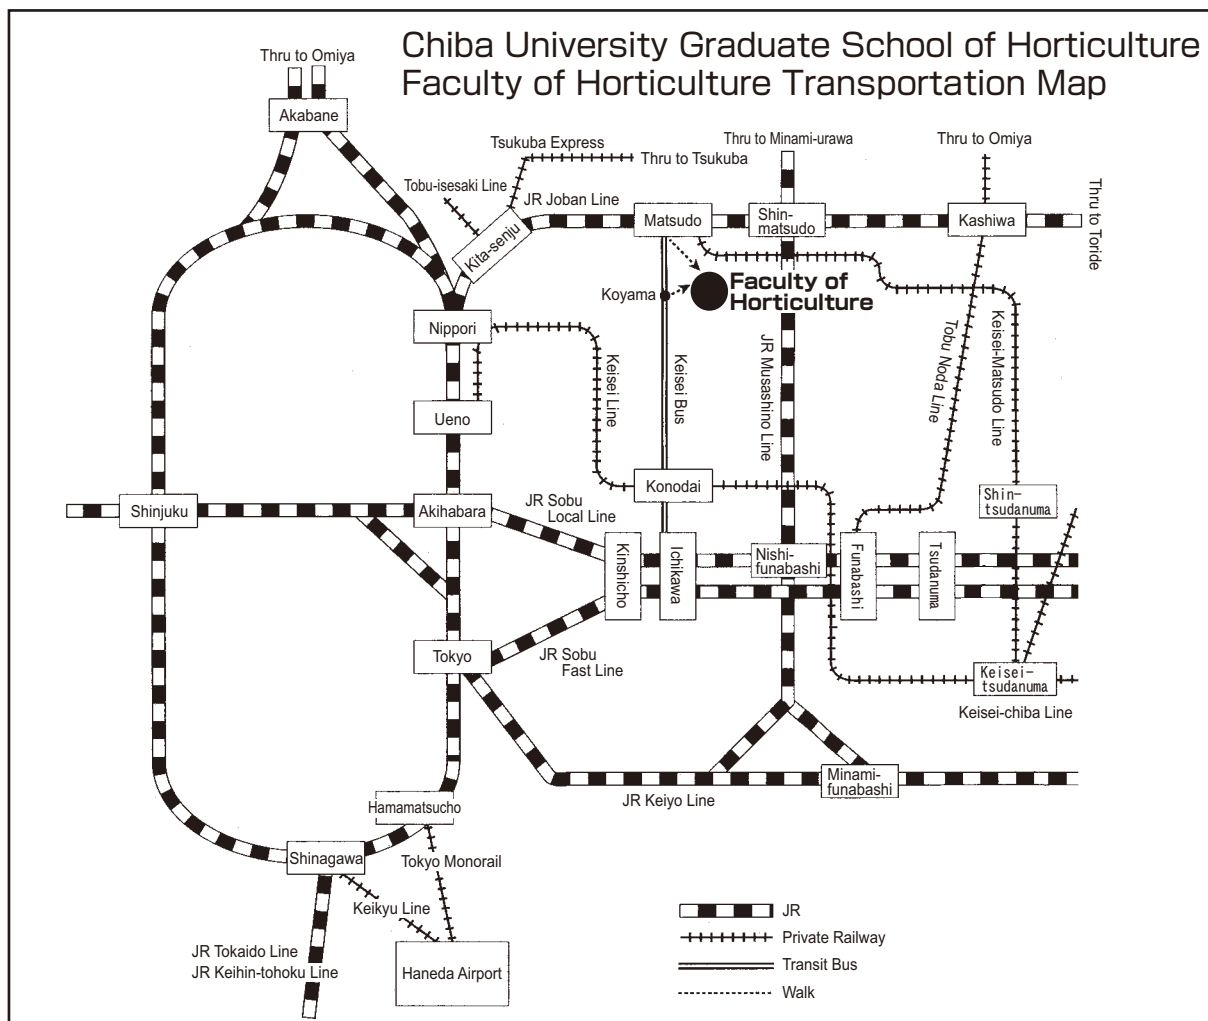 Chiba University Graduate School of Horticulture
Faculty of Horticulture Transportation Map
Thru to Omiya
Akabane
Tsukuba Express
Thru to Tsukuba
Thru to Minami-urawa
Thru to Omiya
Tobu-isesaki Line
JR Joban Line
Matsudo
Shin-
matsudo
Kashiwa
Thru to
Toride
Kita-senju
Koyama
Faculty of
Horticulture
Nippori
Keisei Line
Keisei Bus
JR Musashino Line
Tobu Noda Line
Keisei-Matsudo Line
Ueno
Konodai
Shin-
tsudanuma
Shinjuku
Akihabara
JR Sobu
Local Line
Kinshicho
Ichikawa
Nishi-
funabashi
Funabashi
Tsudanuma
Tokyo
JR Sobu
Fast Line
Keisei-
tsudanuma
Keisei-chiba Line
Minami-
funabashi
JR Keiyo Line
Hamamatsucho
Shinagawa
Tokyo Monorail
Keikyu Line
JR Tokaido Line
JR Keihin-tohoku Line
Haneda Airport
JR
Private Railway
Transit Bus
Walk